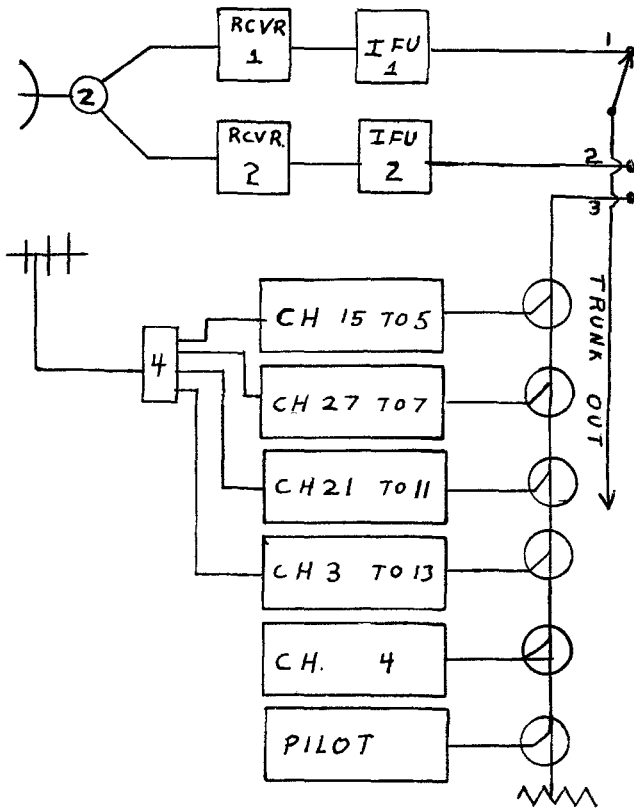 RCVR
1
IFU
1
1
2
RCVR.
2
IFU
2
2
3
TRUNK OUT
4
CH 15 TO 5
CH 27 TO 7
CH 21 TO 11
CH 3 TO 13
CH. 4
PILOT